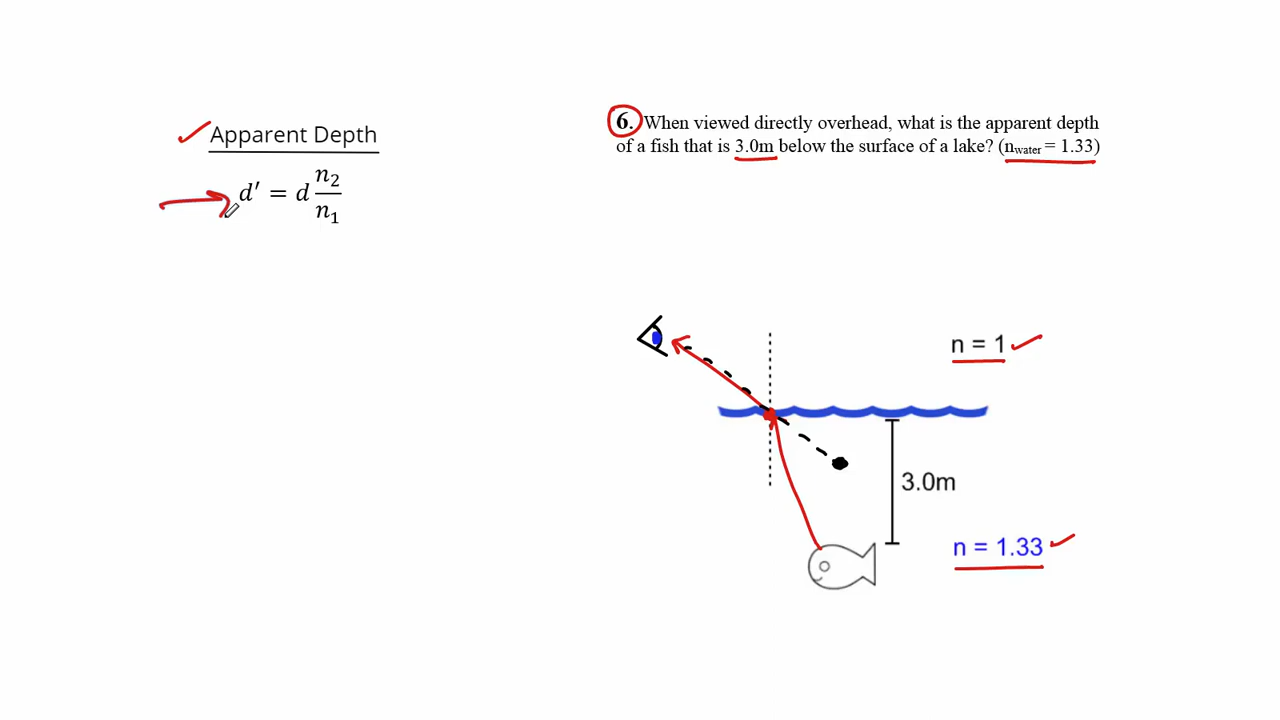 Apparent Depth
d′ = d n₂/n₁
6. When viewed directly overhead, what is the apparent depth
of a fish that is 3.0m below the surface of a lake? (nwater = 1.33)
n = 1
3.0m
n = 1.33